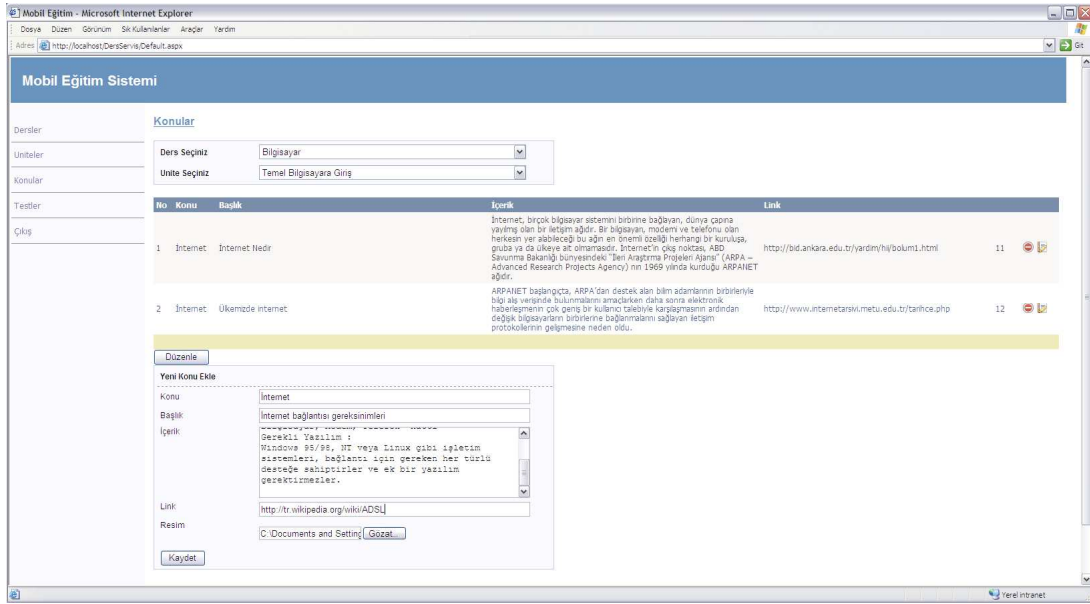 Mobil Eğitim - Microsoft Internet Explorer
Dosya Düzen Görünüm Sık Kullanılanlar Araçlar Yardım
Adres http://localhost/DersServis/Default.aspx Git
Mobil Eğitim Sistemi
Dersler
Uniteler
Konular
Testler
Çıkış
Konular
Ders Seçiniz Bilgisayar
Unite Seçiniz Temel Bilgisayara Giriş
No Konu Başlık İçerik Link
1 İnternet İnternet Nedir
İnternet, birçok bilgisayar sistemini birbirine bağlayan, dünya çapına
yayılmış olan bir iletişim ağıdır. Bir bilgisayarı, modemi ve telefonu olan
herkesin yer alabileceği bu ağın en önemli özelliği herhangi bir kuruluşa,
gruba ya da ülkeye ait olmamasıdır. İnternet'in çıkış noktası, ABD
Savunma Bakanlığı bünyesindeki "İleri Araştırma Projeleri Ajansı" (ARPA –
Advanced Research Projects Agency) nın 1969 yılında kurduğu ARPANET
ağıdır.
http://bid.ankara.edu.tr/yardim/hii/bolum1.html 11
2 İnternet Ülkemizde internet
ARPANET başlangıçta, ARPA'dan destek alan bilim adamlarının birbirleriyle
bilgi alış verişinde bulunmalarını amaçlarken daha sonra elektronik
haberleşmenin çok geniş bir kullanıcı talebiyle karşılaşmasının ardından
değişik bilgisayarların birbirlerine bağlanmalarını sağlayan iletişim
protokollerinin gelişmesine neden oldu.
http://www.internetarsivi.metu.edu.tr/tarihce.php 12
Düzenle
Yeni Konu Ekle
Konu İnternet
Başlık İnternet bağlantısı gereksinimleri
İçerik
Gerekli Yazılım :
Windows 95/98, NT veya Linux gibi işletim
sistemleri, bağlantı için gereken her türlü
desteğe sahiptirler ve ek bir yazılım
gerektirmezler.
Link http://tr.wikipedia.org/wiki/ADSL
Resim C:\Documents and Setting Gözat...
Kaydet
Yerel intranet